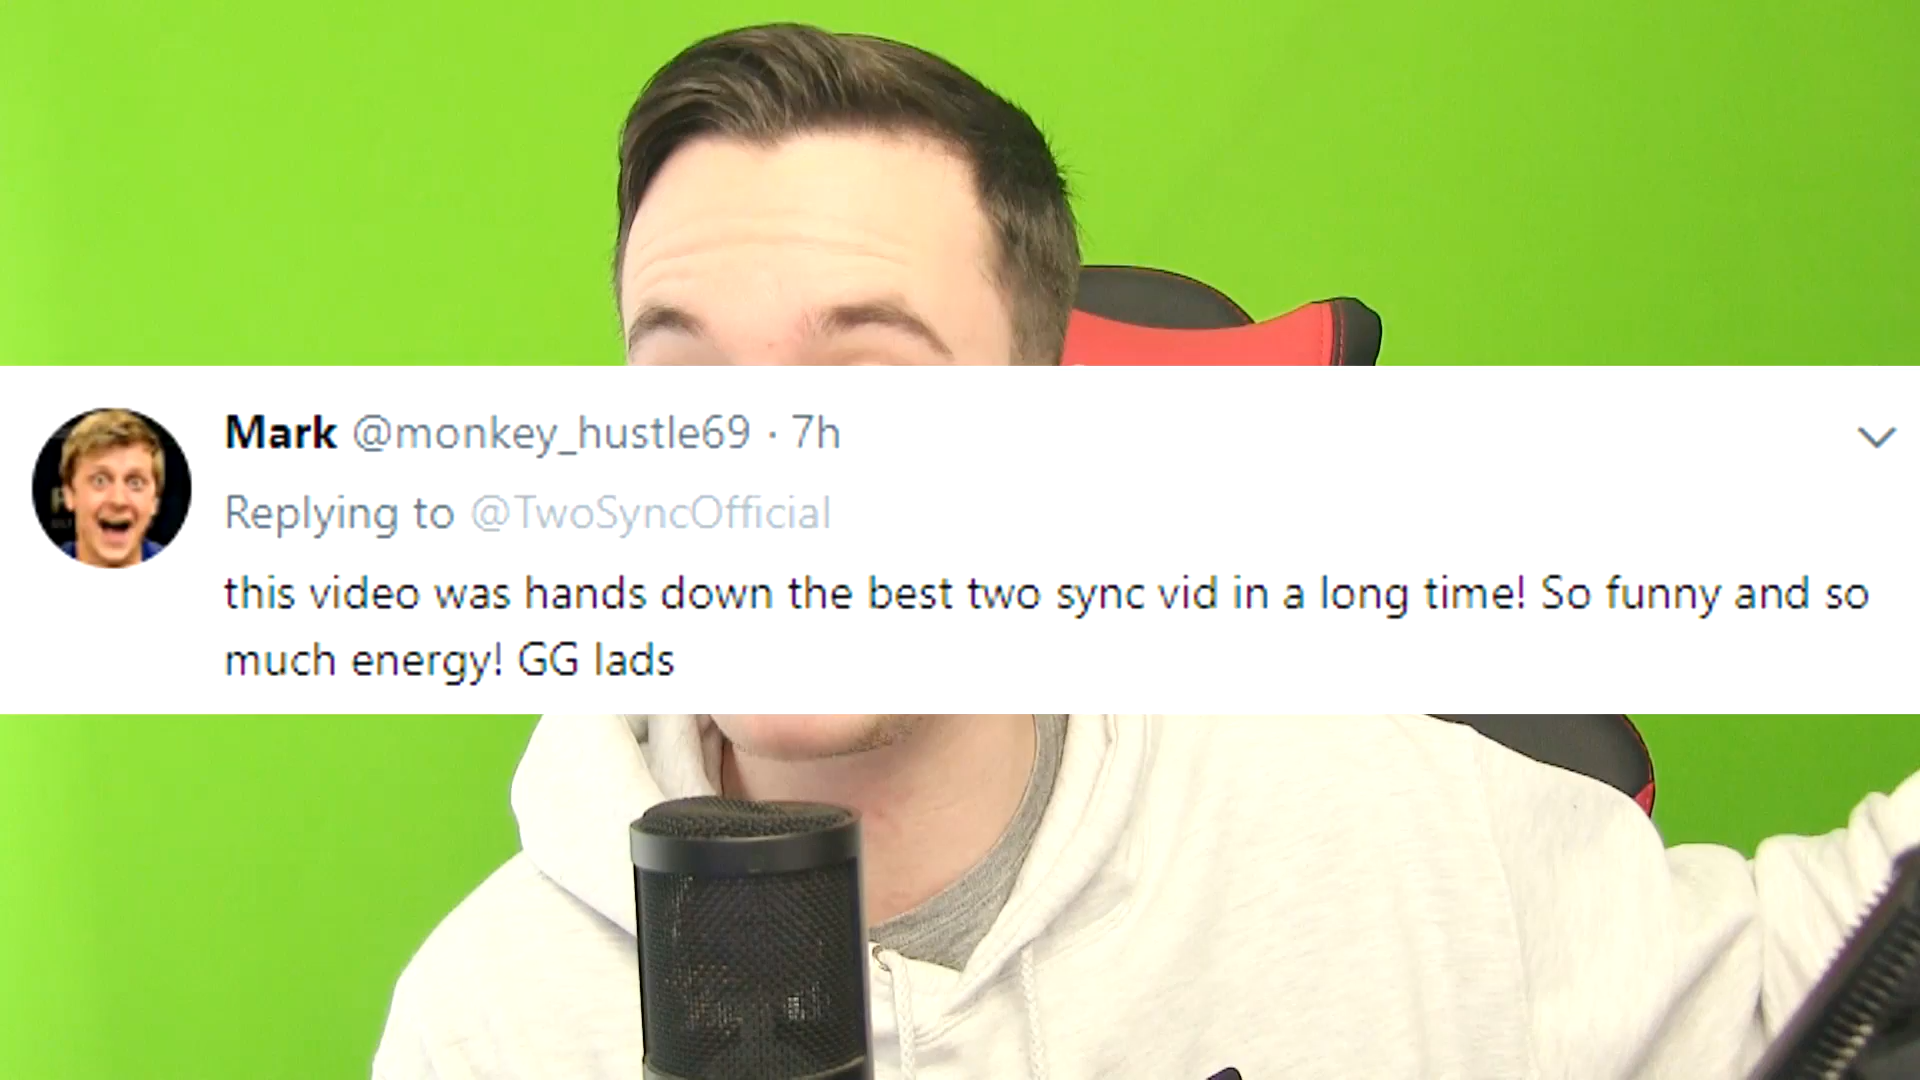 Mark @monkey_hustle69 · 7h
Replying to @TwoSyncOfficial
this video was hands down the best two sync vid in a long time! So funny and so
much energy! GG lads